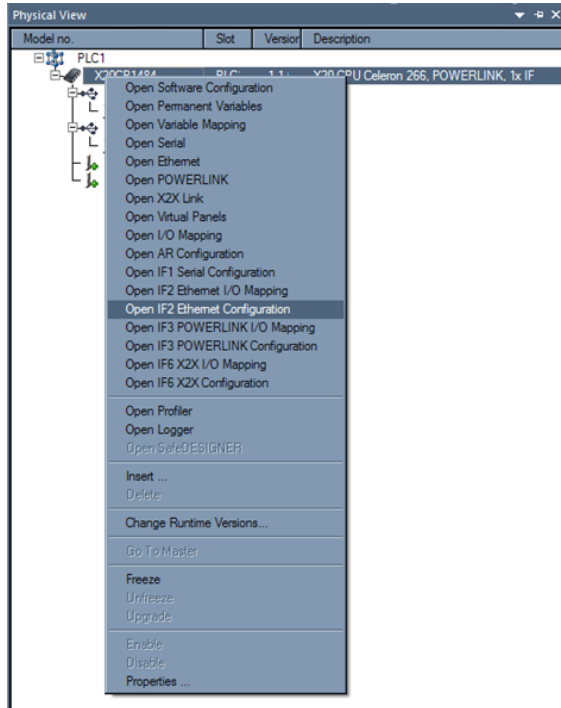 Physical View
Model no. Slot Version Description
PLC1
X20CP1484 PLC: 1.1 X20 CPU Celeron 266, POWERLINK, 1x IF
Open Software Configuration
Open Permanent Variables
Open Variable Mapping
Open Serial
Open Ethernet
Open POWERLINK
Open X2X Link
Open Virtual Panels
Open I/O Mapping
Open AR Configuration
Open IF1 Serial Configuration
Open IF2 Ethernet I/O Mapping
Open IF2 Ethernet Configuration
Open IF3 POWERLINK I/O Mapping
Open IF3 POWERLINK Configuration
Open IF6 X2X I/O Mapping
Open IF6 X2X Configuration
Open Profiler
Open Logger
Open SafeDESIGNER
Insert ...
Delete
Change Runtime Versions...
Go To Master
Freeze
Unfreeze
Upgrade
Enable
Disable
Properties ...